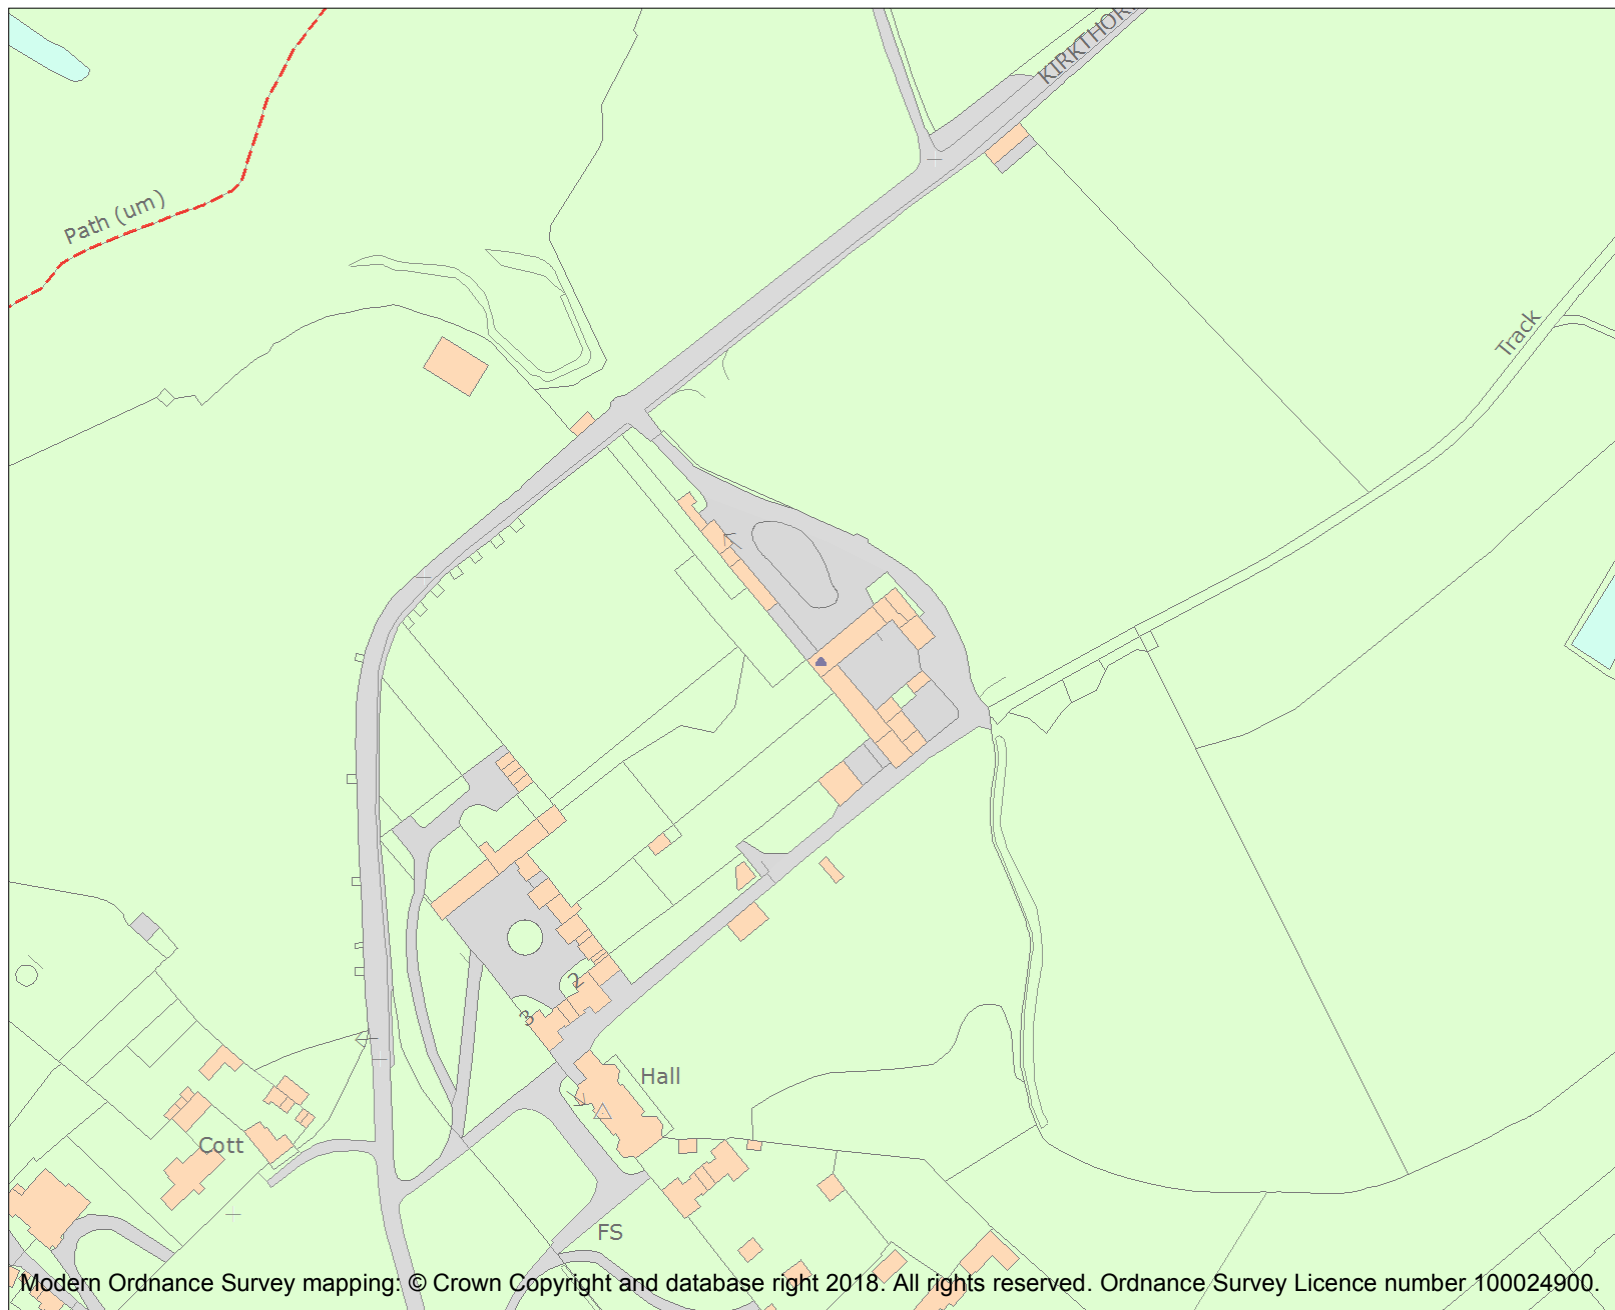 KIRKTHOR
Path (um)
Track
2
3
Hall
Cott
FS
Modern Ordnance Survey mapping: © Crown Copyright and database right 2018. All rights reserved. Ordnance Survey Licence number 100024900.